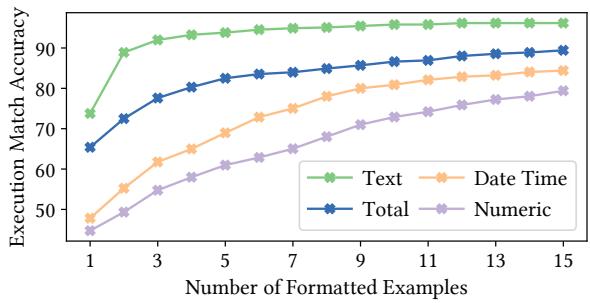 Execution Match Accuracy
90
80
70
60
50
1 3 5 7 9 11 13 15
Number of Formatted Examples
Text Date Time
Total Numeric